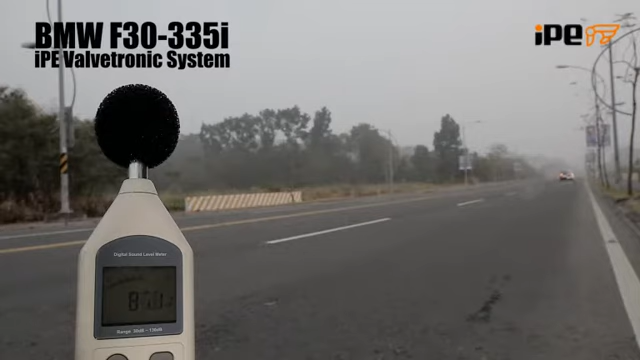 BMW F30-335i
iPE Valvetronic System
iPE
Digital Sound Level Meter